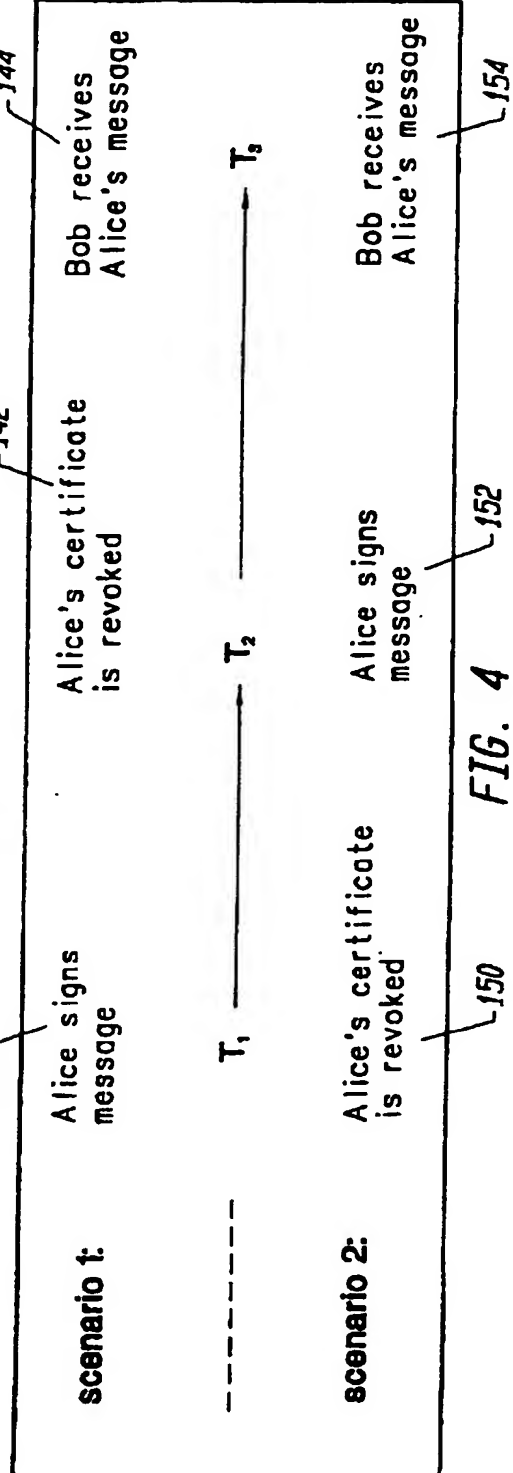 144
142
scenario 1:
Alice signs
message
Alice's certificate
is revoked
Bob receives
Alice's message
T₁
T₂
T₃
scenario 2:
Alice's certificate
is revoked
Alice signs
message
Bob receives
Alice's message
150
152
154
FIG. 4